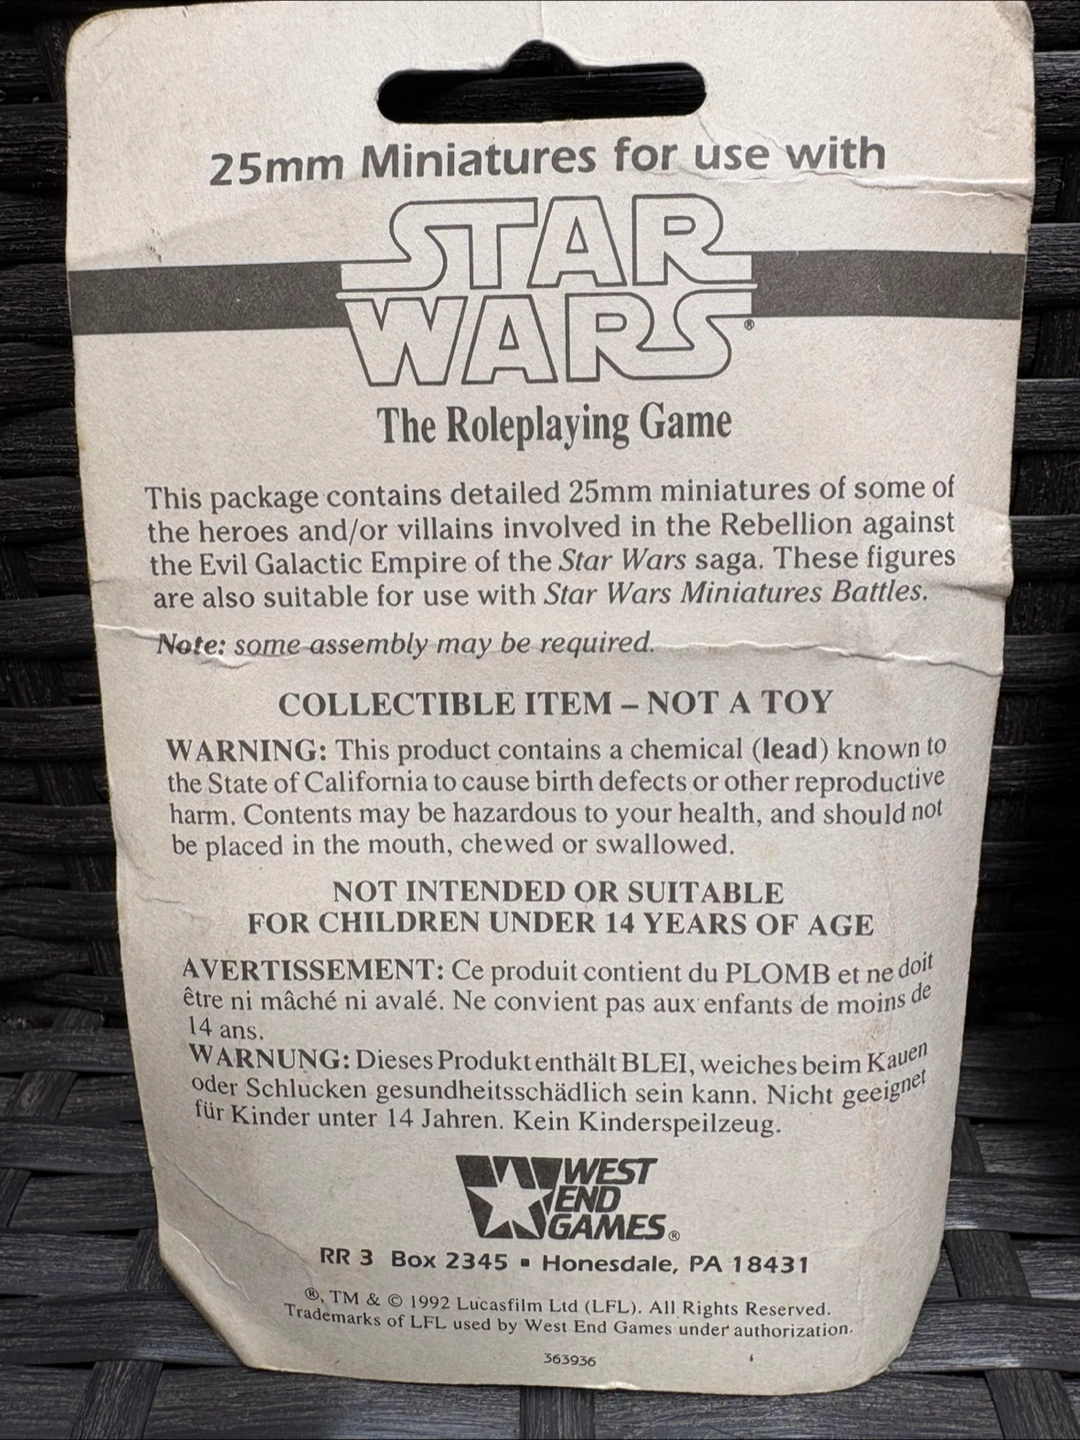 25mm Miniatures for use with
STAR
WARS®
The Roleplaying Game
This package contains detailed 25mm miniatures of some of
the heroes and/or villains involved in the Rebellion against
the Evil Galactic Empire of the Star Wars saga. These figures
are also suitable for use with Star Wars Miniatures Battles.
Note: some assembly may be required.
COLLECTIBLE ITEM – NOT A TOY
WARNING: This product contains a chemical (lead) known to
the State of California to cause birth defects or other reproductive
harm. Contents may be hazardous to your health, and should not
be placed in the mouth, chewed or swallowed.
NOT INTENDED OR SUITABLE
FOR CHILDREN UNDER 14 YEARS OF AGE
AVERTISSEMENT: Ce produit contient du PLOMB et ne doit
être ni mâché ni avalé. Ne convient pas aux enfants de moins de
14 ans.
WARNUNG: Dieses Produkt enthält BLEI, weiches beim Kauen
oder Schlucken gesundheitsschädlich sein kann. Nicht geeignet
für Kinder unter 14 Jahren. Kein Kinderspeilzeug.
WEST
END
GAMES®
RR 3 Box 2345 ▪ Honesdale, PA 18431
®, TM & © 1992 Lucasfilm Ltd (LFL). All Rights Reserved.
Trademarks of LFL used by West End Games under authorization.
363936